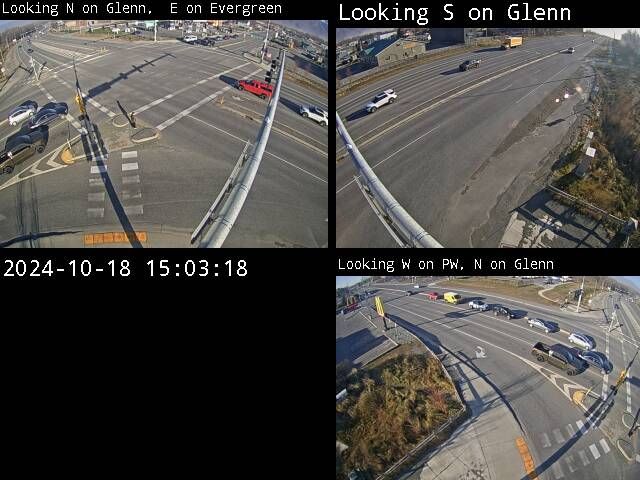 Looking N on Glenn,  E on Evergreen
Looking S on Glenn
2024-10-18 15:03:18
Looking W on PW, N on Glenn